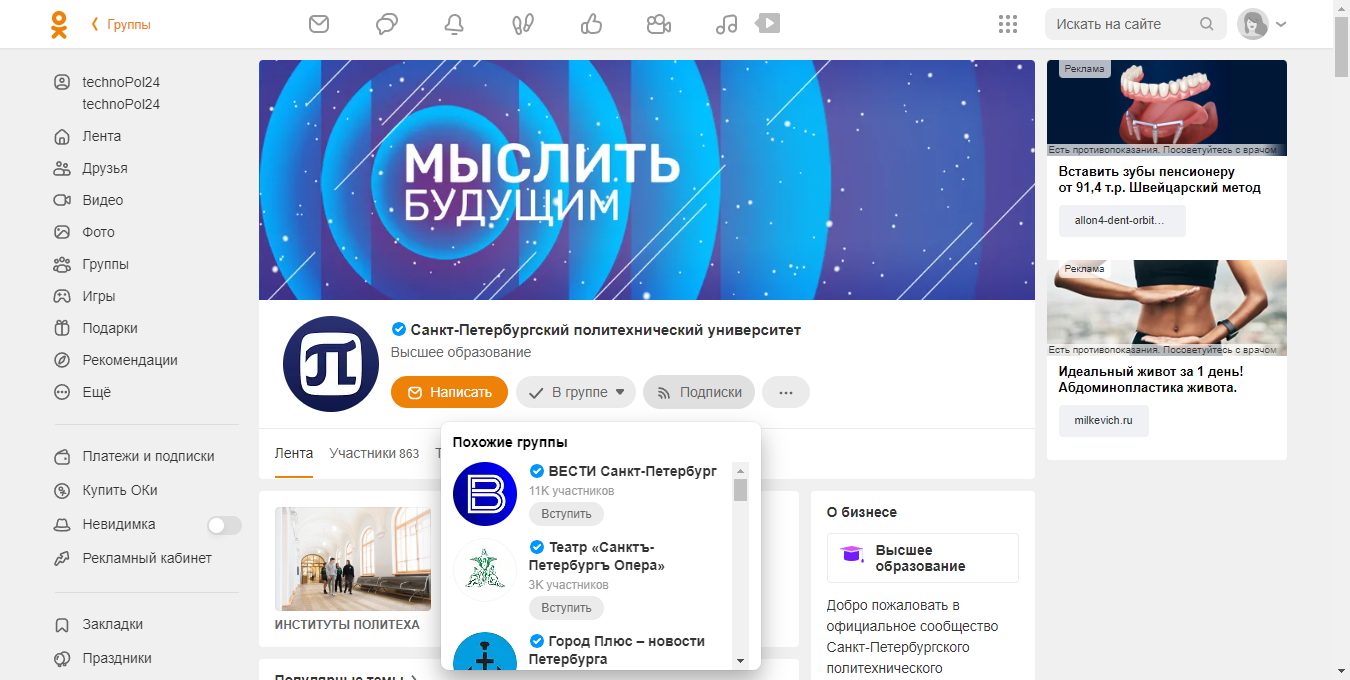 Группы
Искать на сайте
technoPol24
technoPol24
Лента
Друзья
Видео
Фото
Группы
Игры
Подарки
Рекомендации
Ещё
Платежи и подписки
Купить ОКи
Невидимка
Рекламный кабинет
Закладки
Праздники
МЫСЛИТЬ
БУДУЩИМ
Санкт-Петербургский политехнический университет
Высшее образование
Написать
В группе
Подписки
Лента
Участники 863
Похожие группы
ВЕСТИ Санкт-Петербург
11K участников
Вступить
Театр «Санктъ-
Петербургъ Опера»
3K участников
Вступить
Город Плюс – новости
Петербурга
ИНСТИТУТЫ ПОЛИТЕХА
Популярные темы
О бизнесе
Высшее
образование
Добро пожаловать в
официальное сообщество
Санкт-Петербургского
политехнического
Реклама
Есть противопоказания. Посоветуйтесь с врачом
Вставить зубы пенсионеру
от 91,4 т.р. Швейцарский метод
allon4-dent-orbit...
Реклама
Есть противопоказания. Посоветуйтесь с врачом
Идеальный живот за 1 день!
Абдоминопластика живота.
milkevich.ru